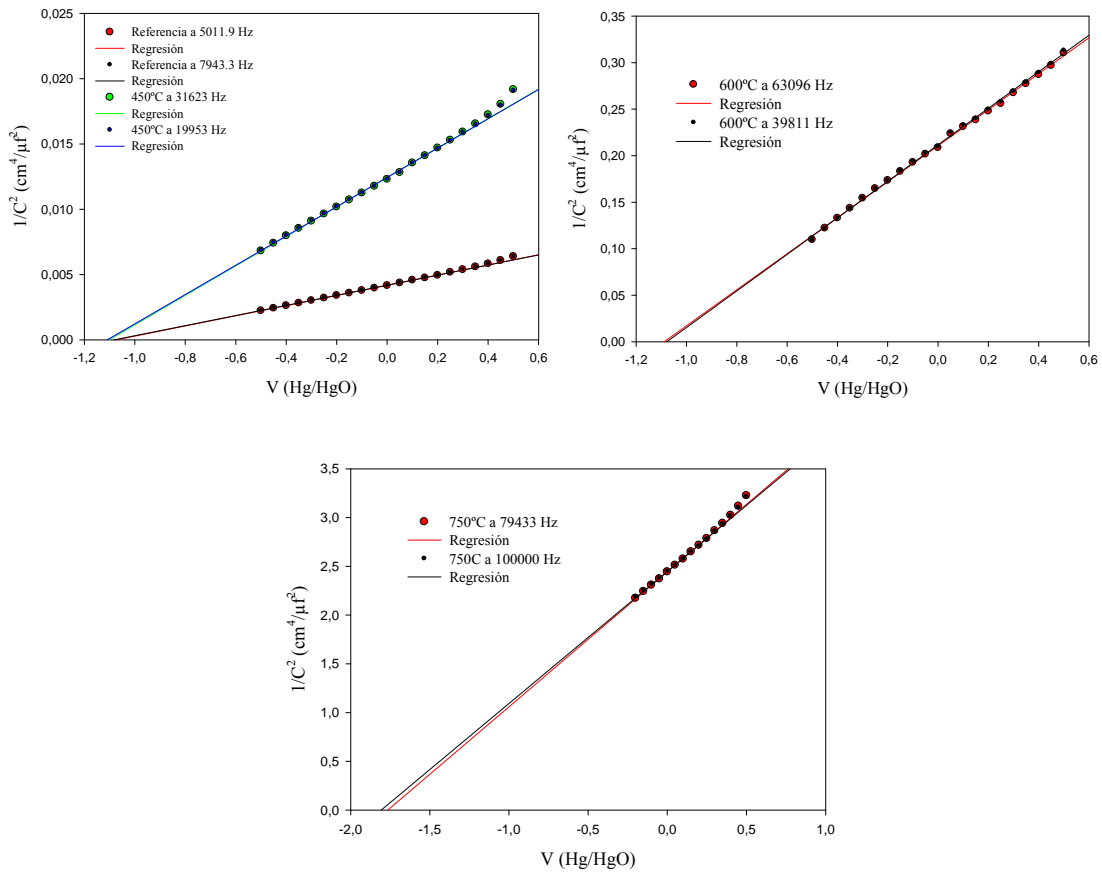 0,025
0,020
0,015
0,010
0,005
0,000
1/C² (cm⁴/µf²)
Referencia a 5011.9 Hz
Regresión
Referencia a 7943.3 Hz
Regresión
450ºC a 31623 Hz
Regresión
450ºC a 19953 Hz
Regresión
-1,2 -1,0 -0,8 -0,6 -0,4 -0,2 0,0 0,2 0,4 0,6
V (Hg/HgO)
0,35
0,30
0,25
0,20
0,15
0,10
0,05
0,00
1/C² (cm⁴/µf²)
600ºC a 63096 Hz
Regresión
600ºC a 39811 Hz
Regresión
-1,2 -1,0 -0,8 -0,6 -0,4 -0,2 0,0 0,2 0,4 0,6
V (Hg/HgO)
3,5
3,0
2,5
2,0
1,5
1,0
0,5
0,0
1/C² (cm⁴/µf²)
750ºC a 79433 Hz
Regresión
750C a 100000 Hz
Regresión
-2,0 -1,5 -1,0 -0,5 0,0 0,5 1,0
V (Hg/HgO)